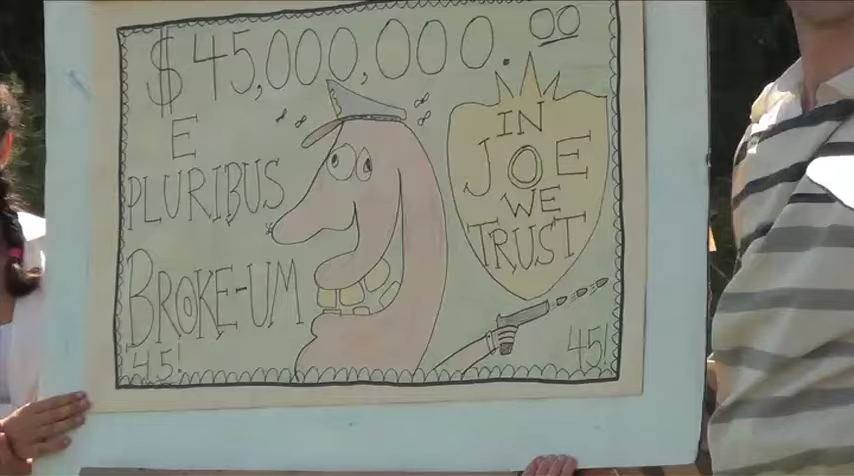 $45,000,000.00
E
PLURIBUS
BROKE-UM
45!
IN
JOE
WE
TRUST
45!